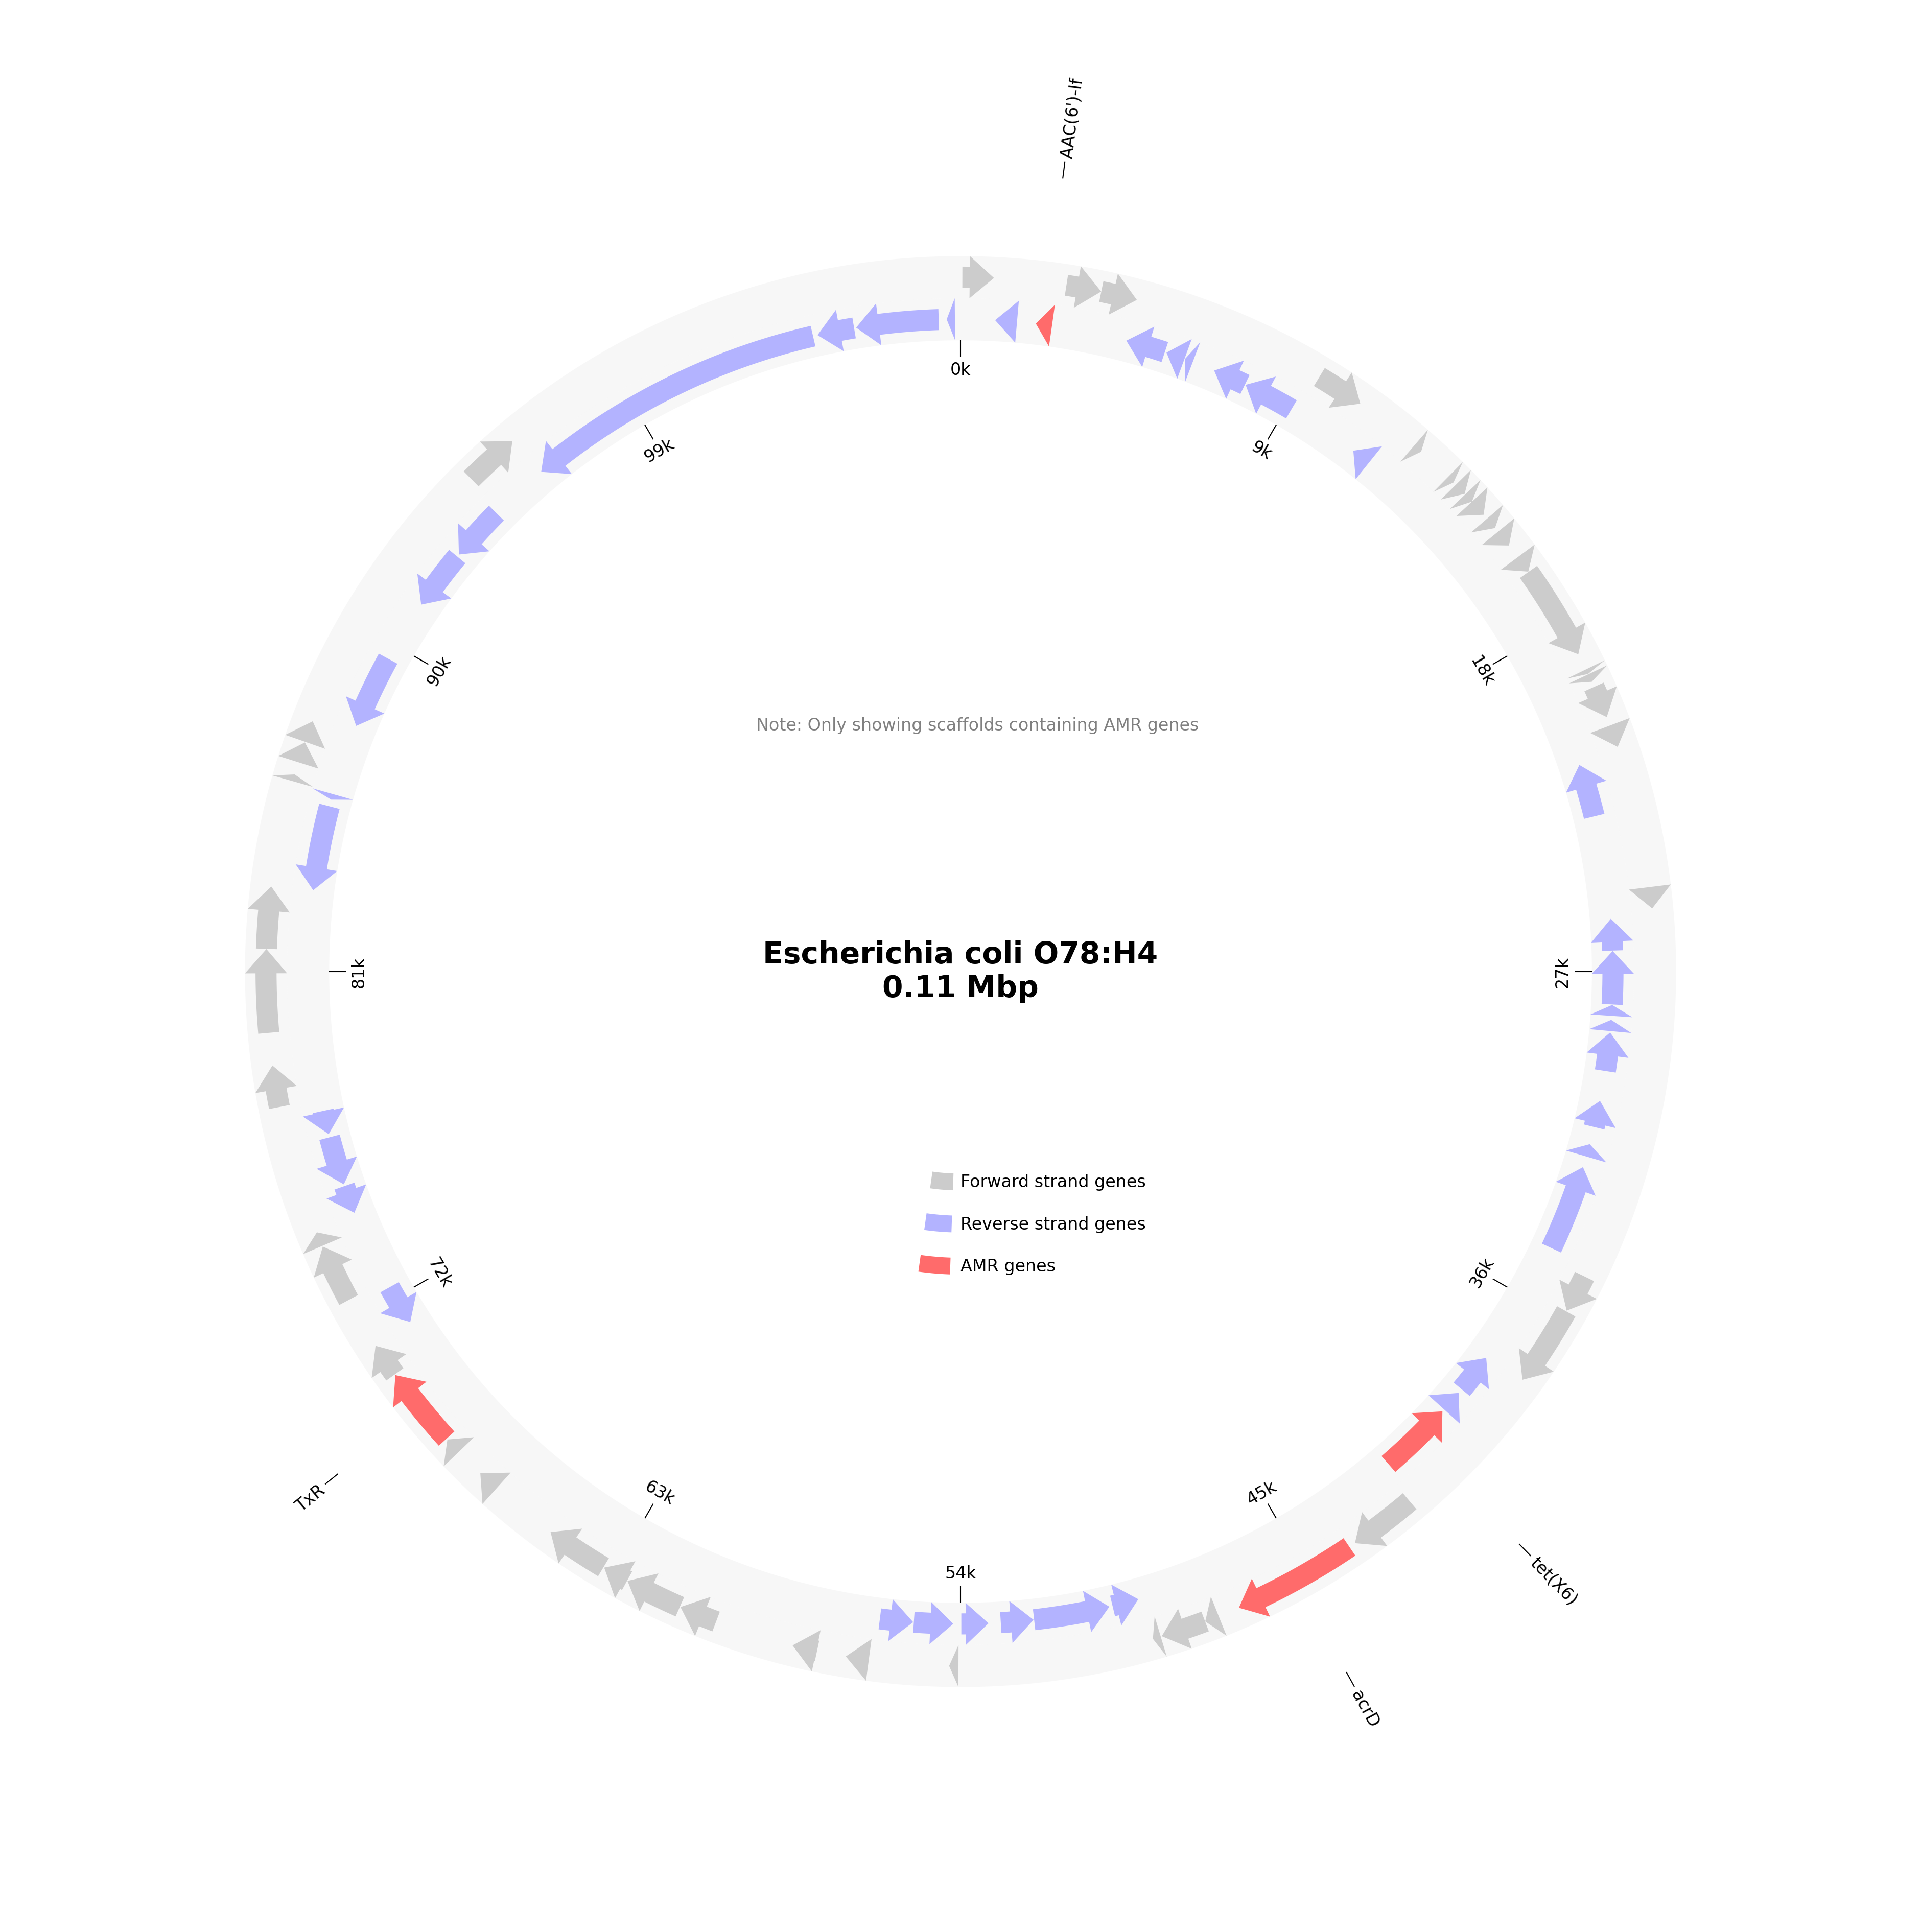 AAC(6')-If
0k
99k
9k
90k
18k
Note: Only showing scaffolds containing AMR genes
Escherichia coli O78:H4
0.11 Mbp
81k
27k
Forward strand genes
Reverse strand genes
AMR genes
72k
36k
TxR
63k
45k
tet(X6)
54k
acrD